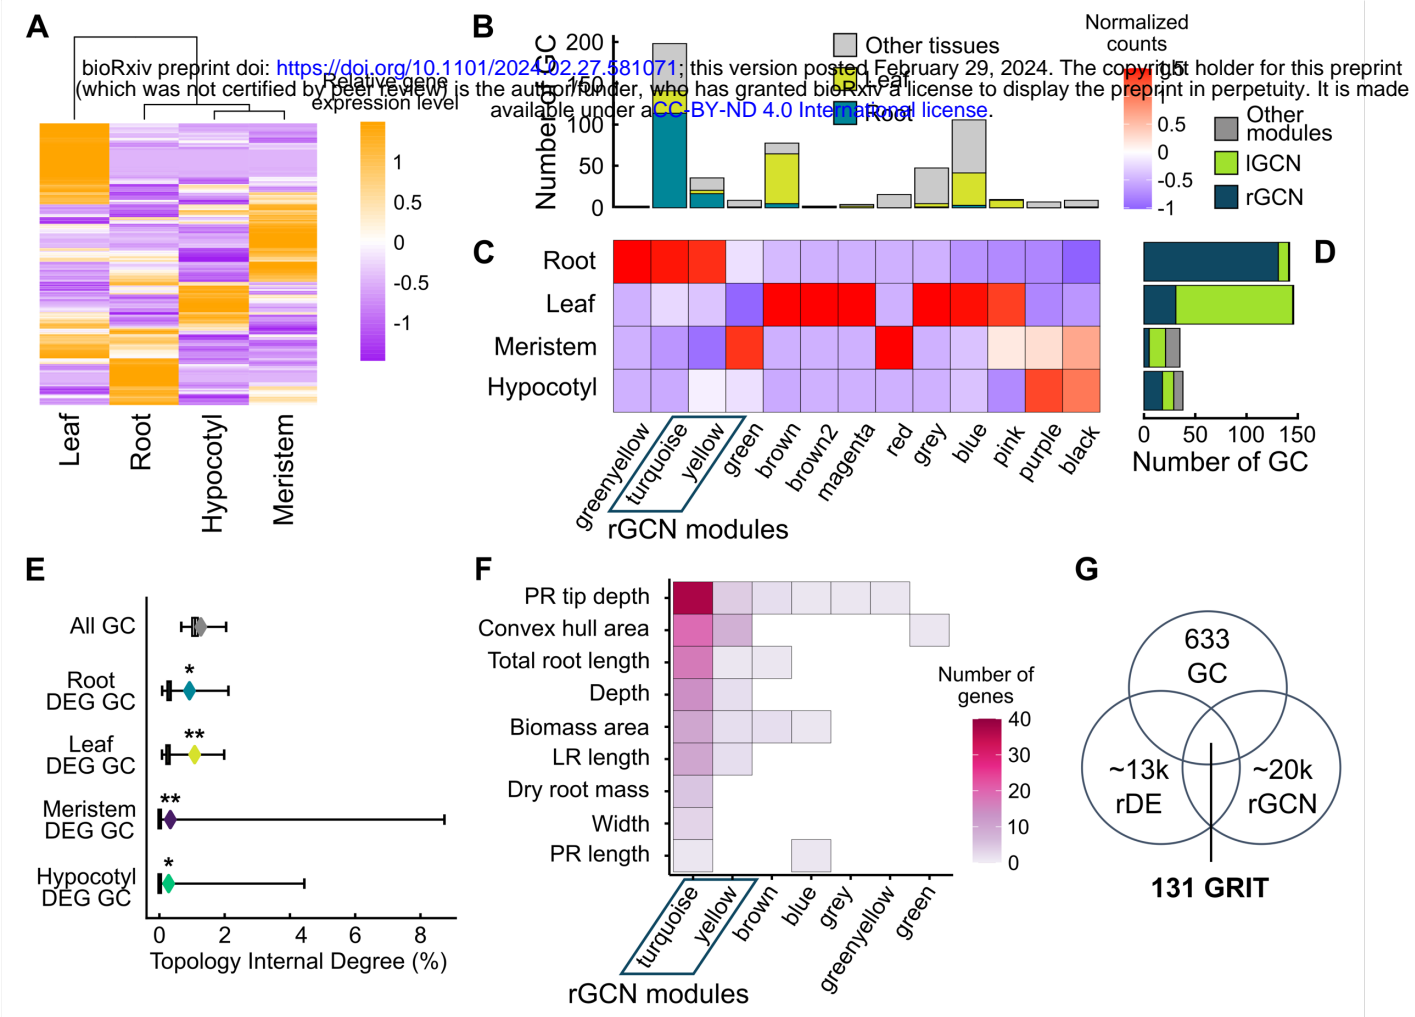 A
B
bioRxiv preprint doi: https://doi.org/10.1101/2024.02.27.581071; this version posted February 29, 2024. The copyright holder for this preprint
(which was not certified by peer review) is the author/funder, who has granted bioRxiv a license to display the preprint in perpetuity. It is made
available under aCC-BY-ND 4.0 International license.
Relative gene
expression level
1
0.5
0
-0.5
-1
Leaf
Root
Hypocotyl
Meristem
Number of GC
200
150
100
50
0
Other tissues
Leaf
Root
Normalized
counts
1.5
0.5
0
-0.5
-1
Other
modules
lGCN
rGCN
C
Root
Leaf
Meristem
Hypocotyl
greenyellow
turquoise
yellow
green
brown
brown2
magenta
red
grey
blue
pink
purple
black
rGCN modules
D
0 50 100 150
Number of GC
E
All GC
Root
DEG GC
*
Leaf
DEG GC
**
Meristem
DEG GC
**
Hypocotyl
DEG GC
*
0 2 4 6 8
Topology Internal Degree (%)
F
PR tip depth
Convex hull area
Total root length
Depth
Biomass area
LR length
Dry root mass
Width
PR length
turquoise
yellow
brown
blue
grey
greenyellow
green
rGCN modules
Number of
genes
40
30
20
10
0
G
633
GC
~13k
rDE
~20k
rGCN
131 GRIT